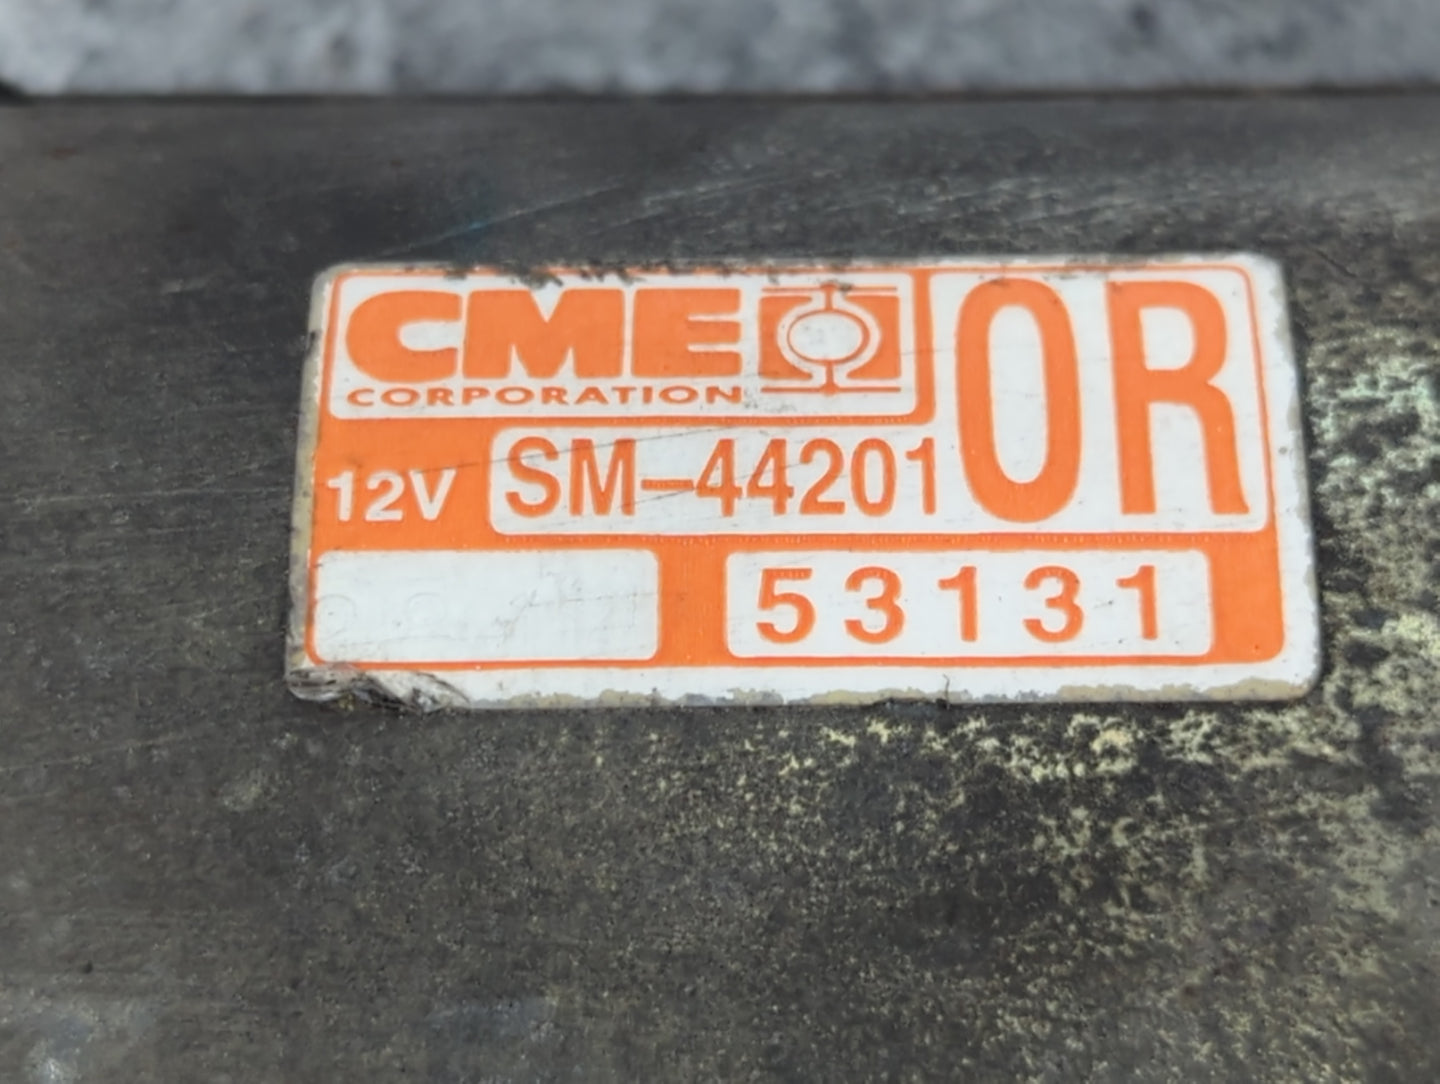 CME
CORPORATION
OR
12V SM-44201
53131